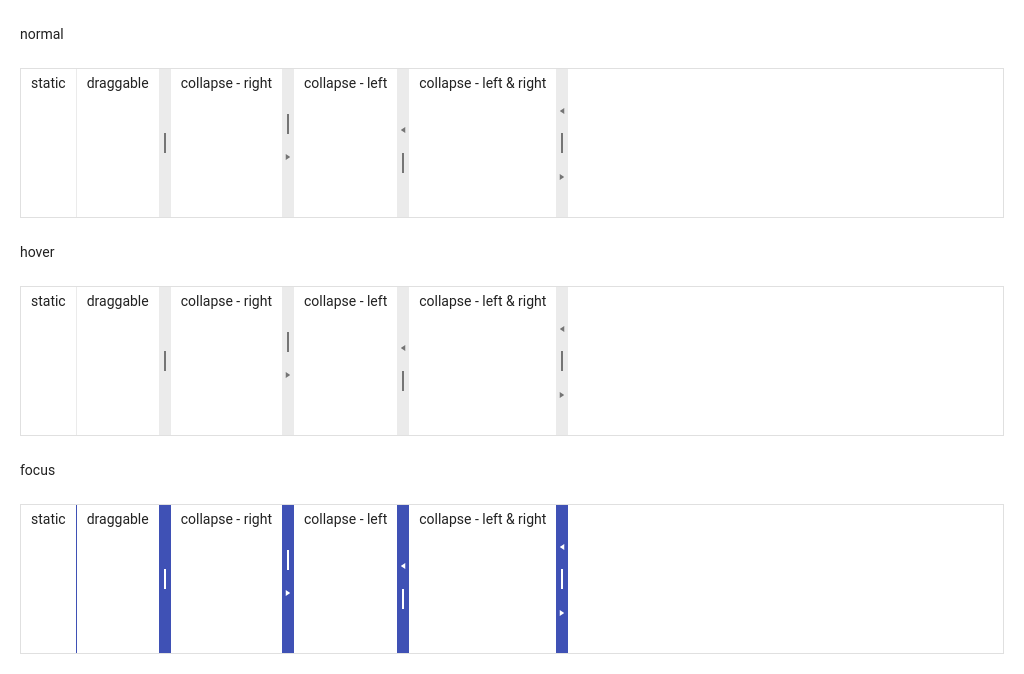 normal
static draggable collapse - right collapse - left collapse - left & right
hover
static draggable collapse - right collapse - left collapse - left & right
focus
static draggable collapse - right collapse - left collapse - left & right